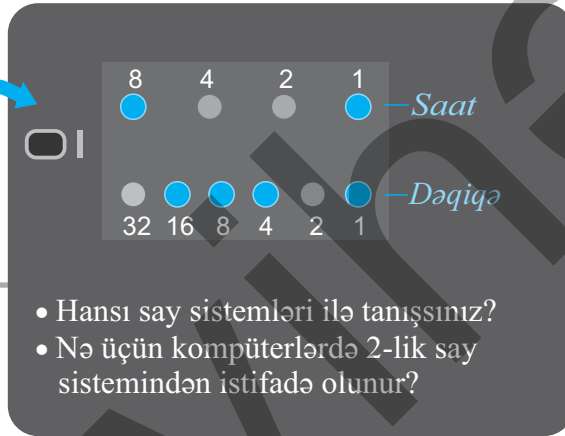 8 4 2 1
Saat
Dəqiqə
32 16 8 4 2 1
• Hansı say sistemləri ilə tanışsınız?
• Nə üçün kompüterlərdə 2-lik say
sistemindən istifadə olunur?